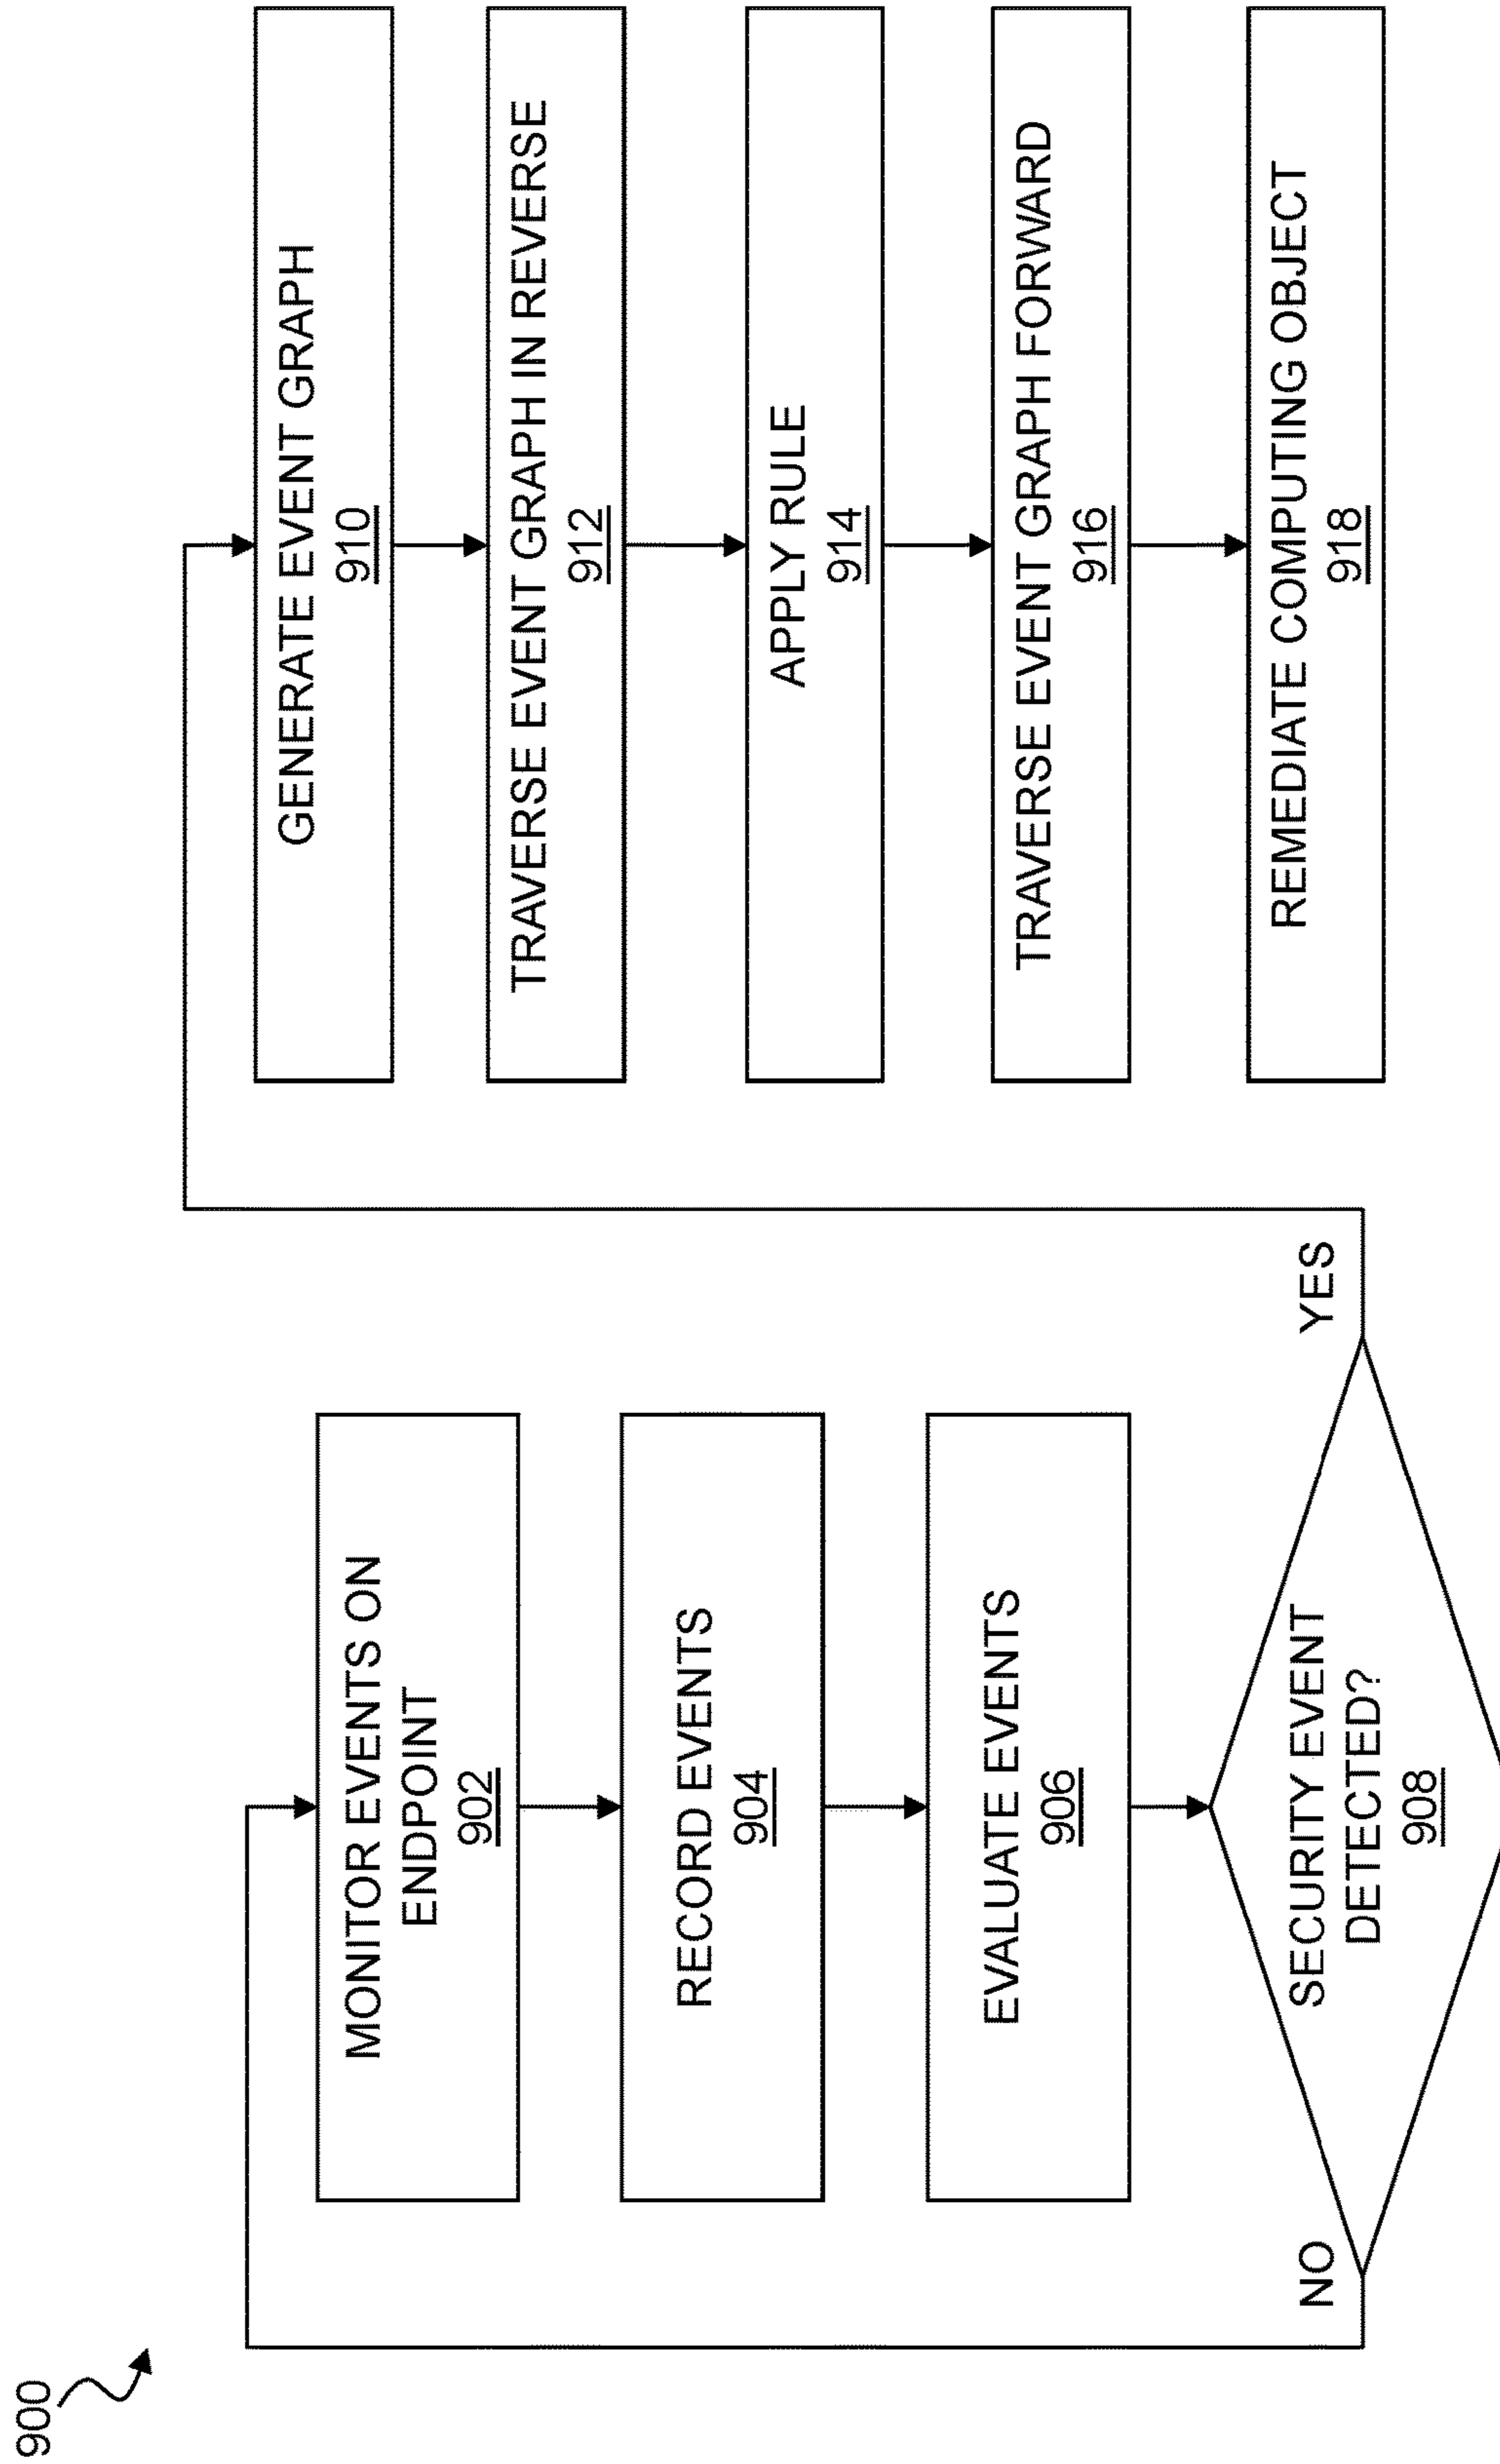 900
MONITOR EVENTS ON
ENDPOINT
902
RECORD EVENTS
904
EVALUATE EVENTS
906
SECURITY EVENT
DETECTED?
908
NO
YES
GENERATE EVENT GRAPH
910
TRAVERSE EVENT GRAPH IN REVERSE
912
APPLY RULE
914
TRAVERSE EVENT GRAPH FORWARD
916
REMEDIATE COMPUTING OBJECT
918